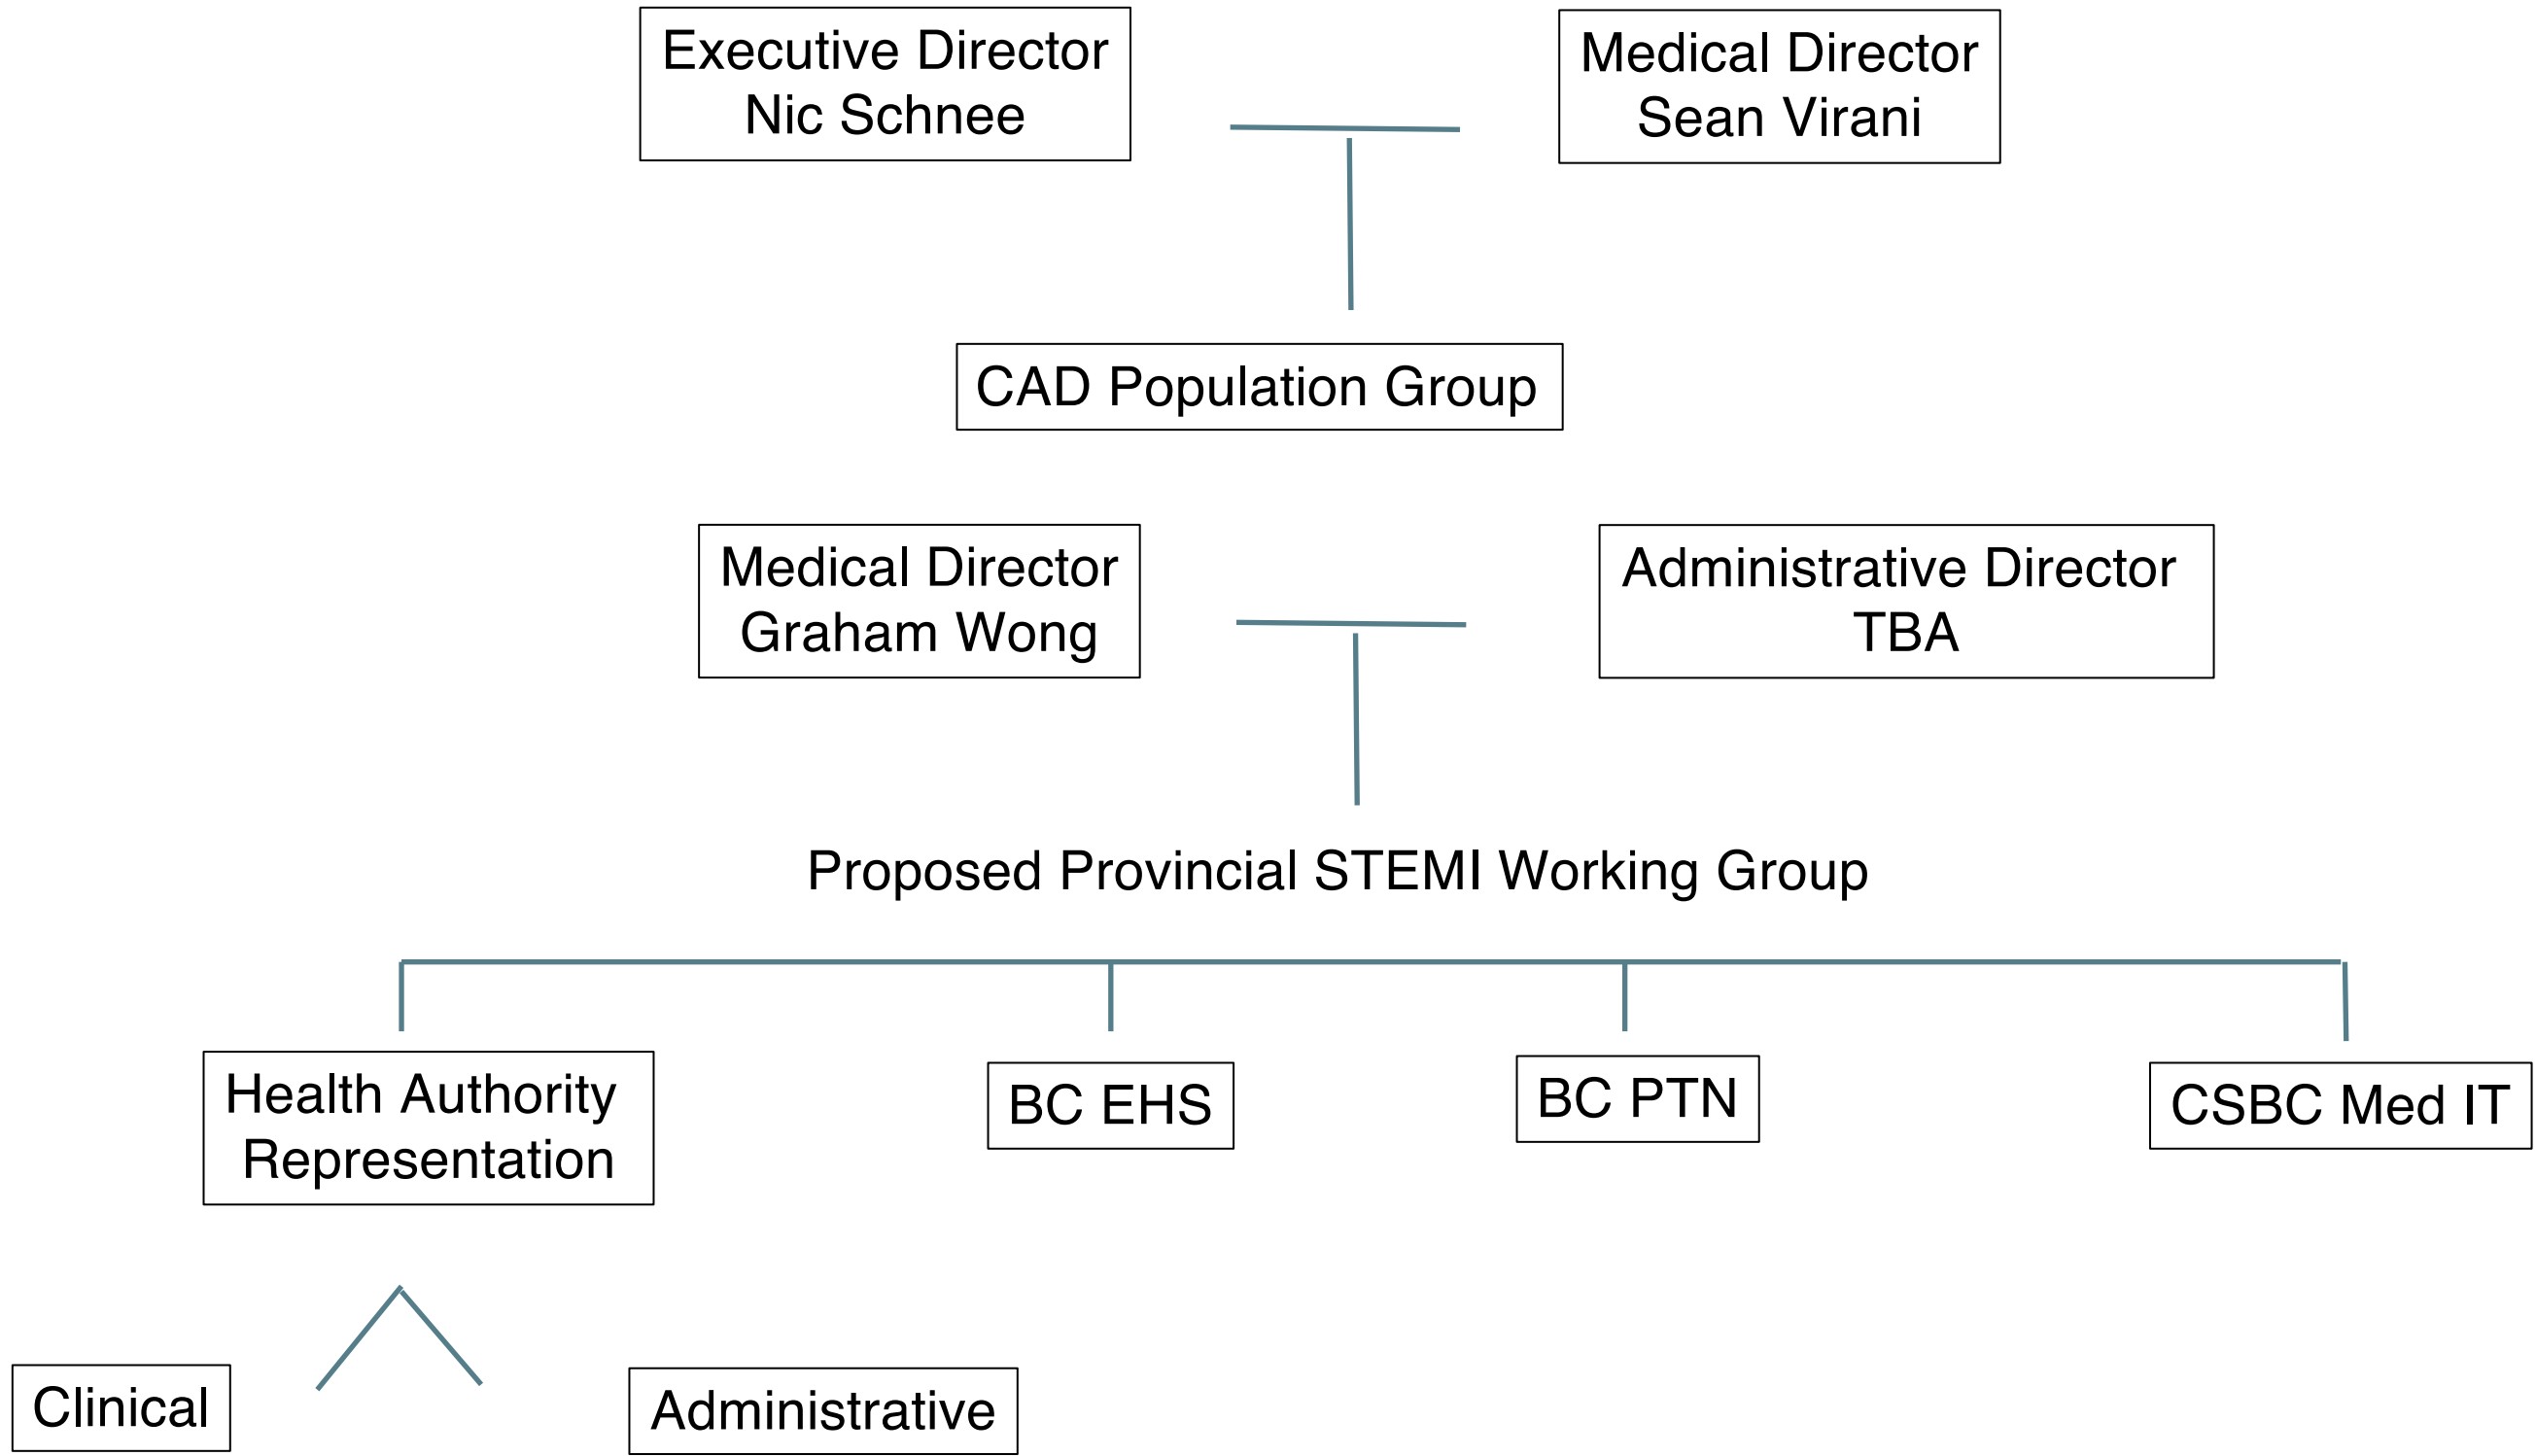 Executive Director
Nic Schnee
Medical Director
Sean Virani
CAD Population Group
Medical Director
Graham Wong
Administrative Director
TBA
Proposed Provincial STEMI Working Group
Health Authority
Representation
BC EHS
BC PTN
CSBC Med IT
Clinical
Administrative